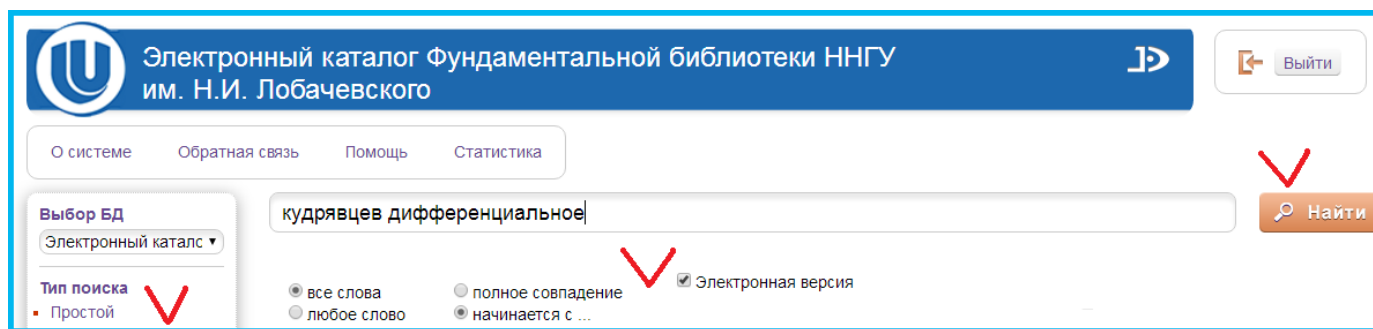 Электронный каталог Фундаментальной библиотеки ННГУ
им. Н.И. Лобачевского
Выйти
О системе Обратная связь Помощь Статистика
Выбор БД
Электронный катало
кудрявцев дифференциальное
Найти
Тип поиска
Простой
все слова полное совпадение Электронная версия
любое слово начинается с ...